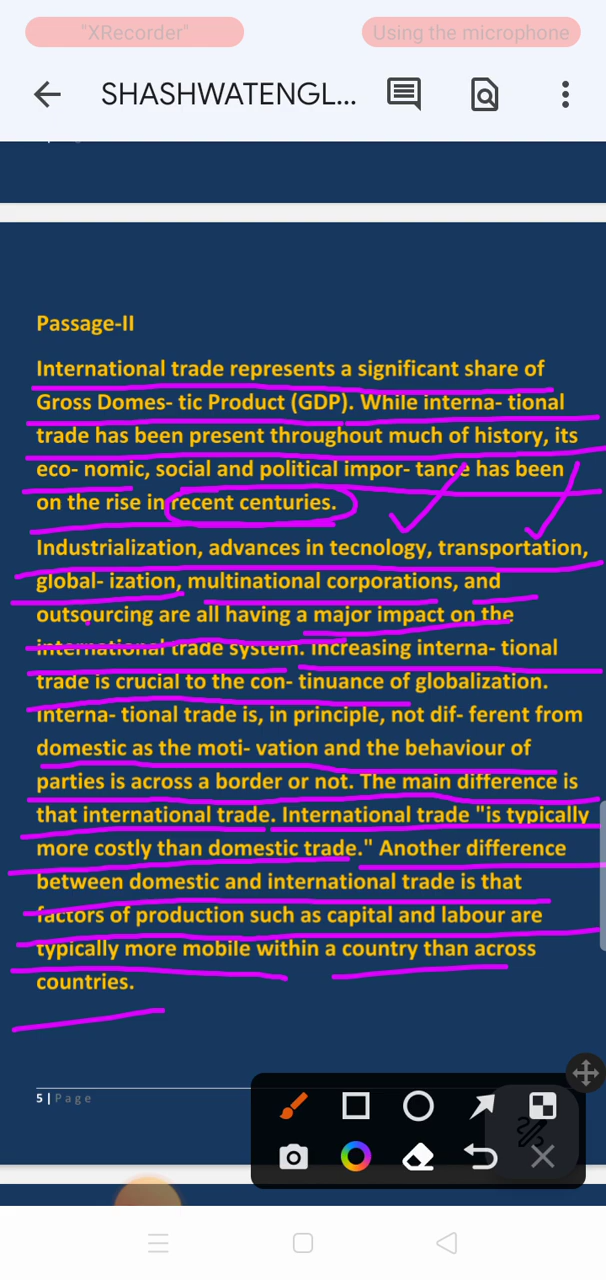 "XRecorder"
Using the microphone
SHASHWATENGL...
Passage-II
International trade represents a significant share of
Gross Domes- tic Product (GDP). While interna- tional
trade has been present throughout much of history, its
eco- nomic, social and political impor- tance has been
on the rise in recent centuries.
Industrialization, advances in tecnology, transportation,
global- ization, multinational corporations, and
outsourcing are all having a major impact on the
international trade system. Increasing interna- tional
trade is crucial to the con- tinuance of globalization.
Interna- tional trade is, in principle, not dif- ferent from
domestic as the moti- vation and the behaviour of
parties is across a border or not. The main difference is
that international trade. International trade "is typically
more costly than domestic trade." Another difference
between domestic and international trade is that
factors of production such as capital and labour are
typically more mobile within a country than across
countries.
5 | Page